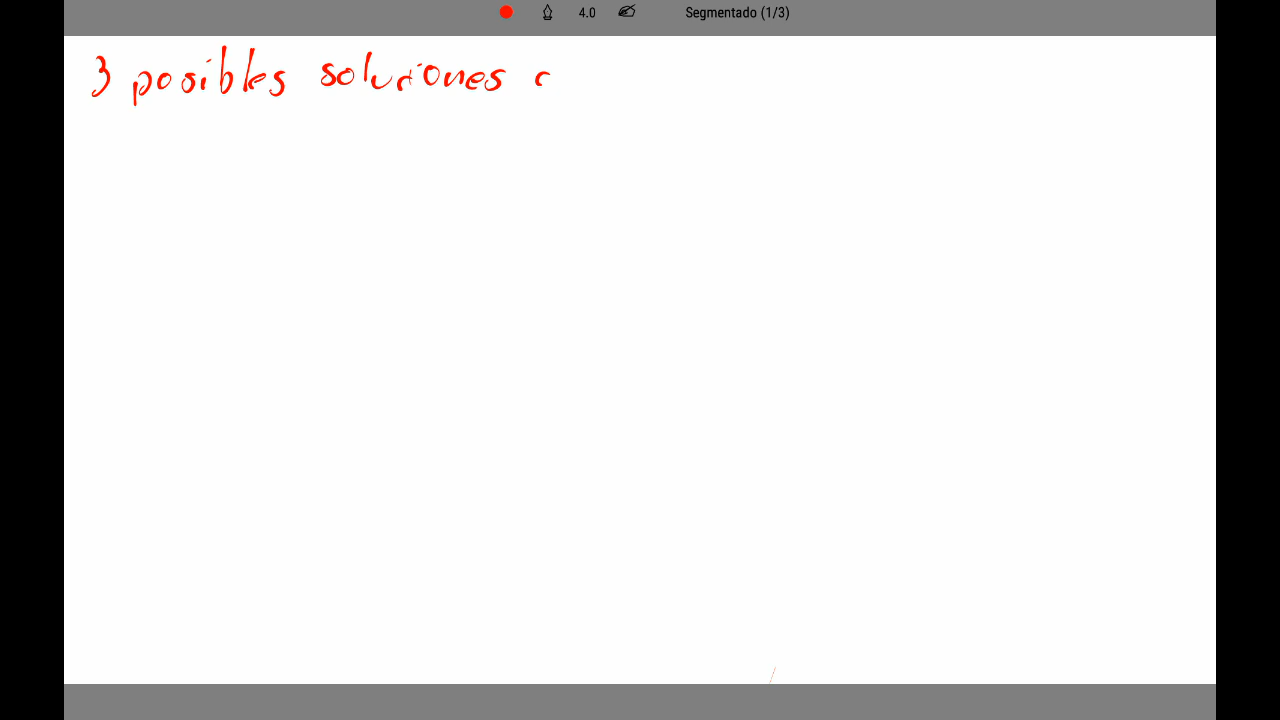 4.0 Segmentado (1/3)
3 posibles soluciones